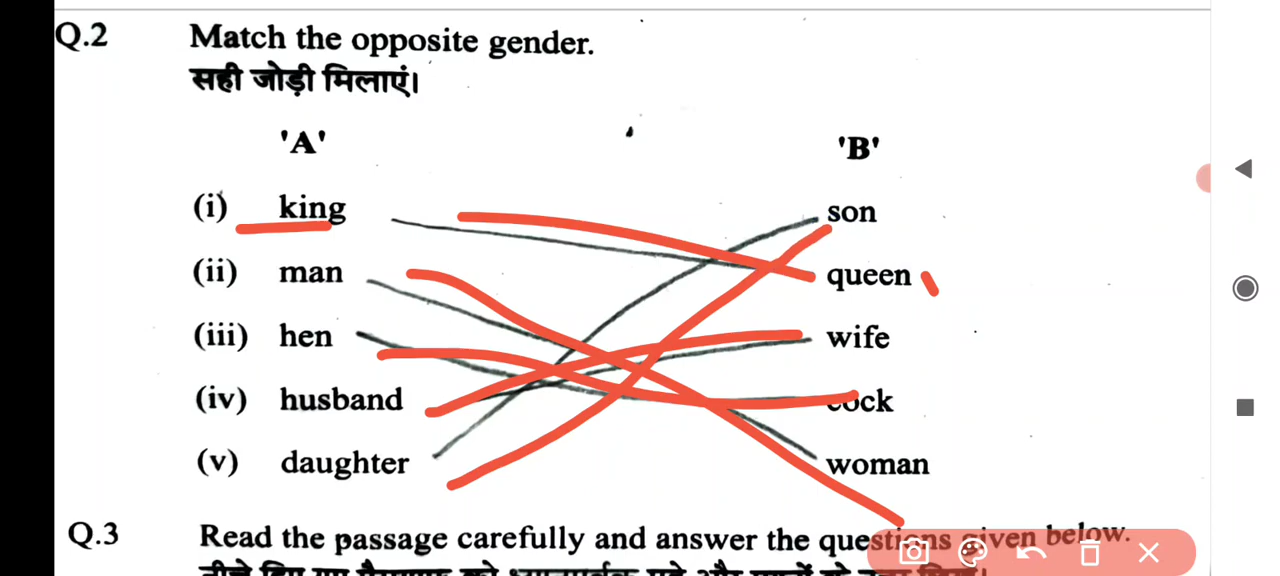 Q.2 Match the opposite gender.
सही जोड़ी मिलाएं।
'A' 'B'
(i) king son
(ii) man queen
(iii) hen wife
(iv) husband cock
(v) daughter woman
Q.3 Read the passage carefully and answer the questions given below.